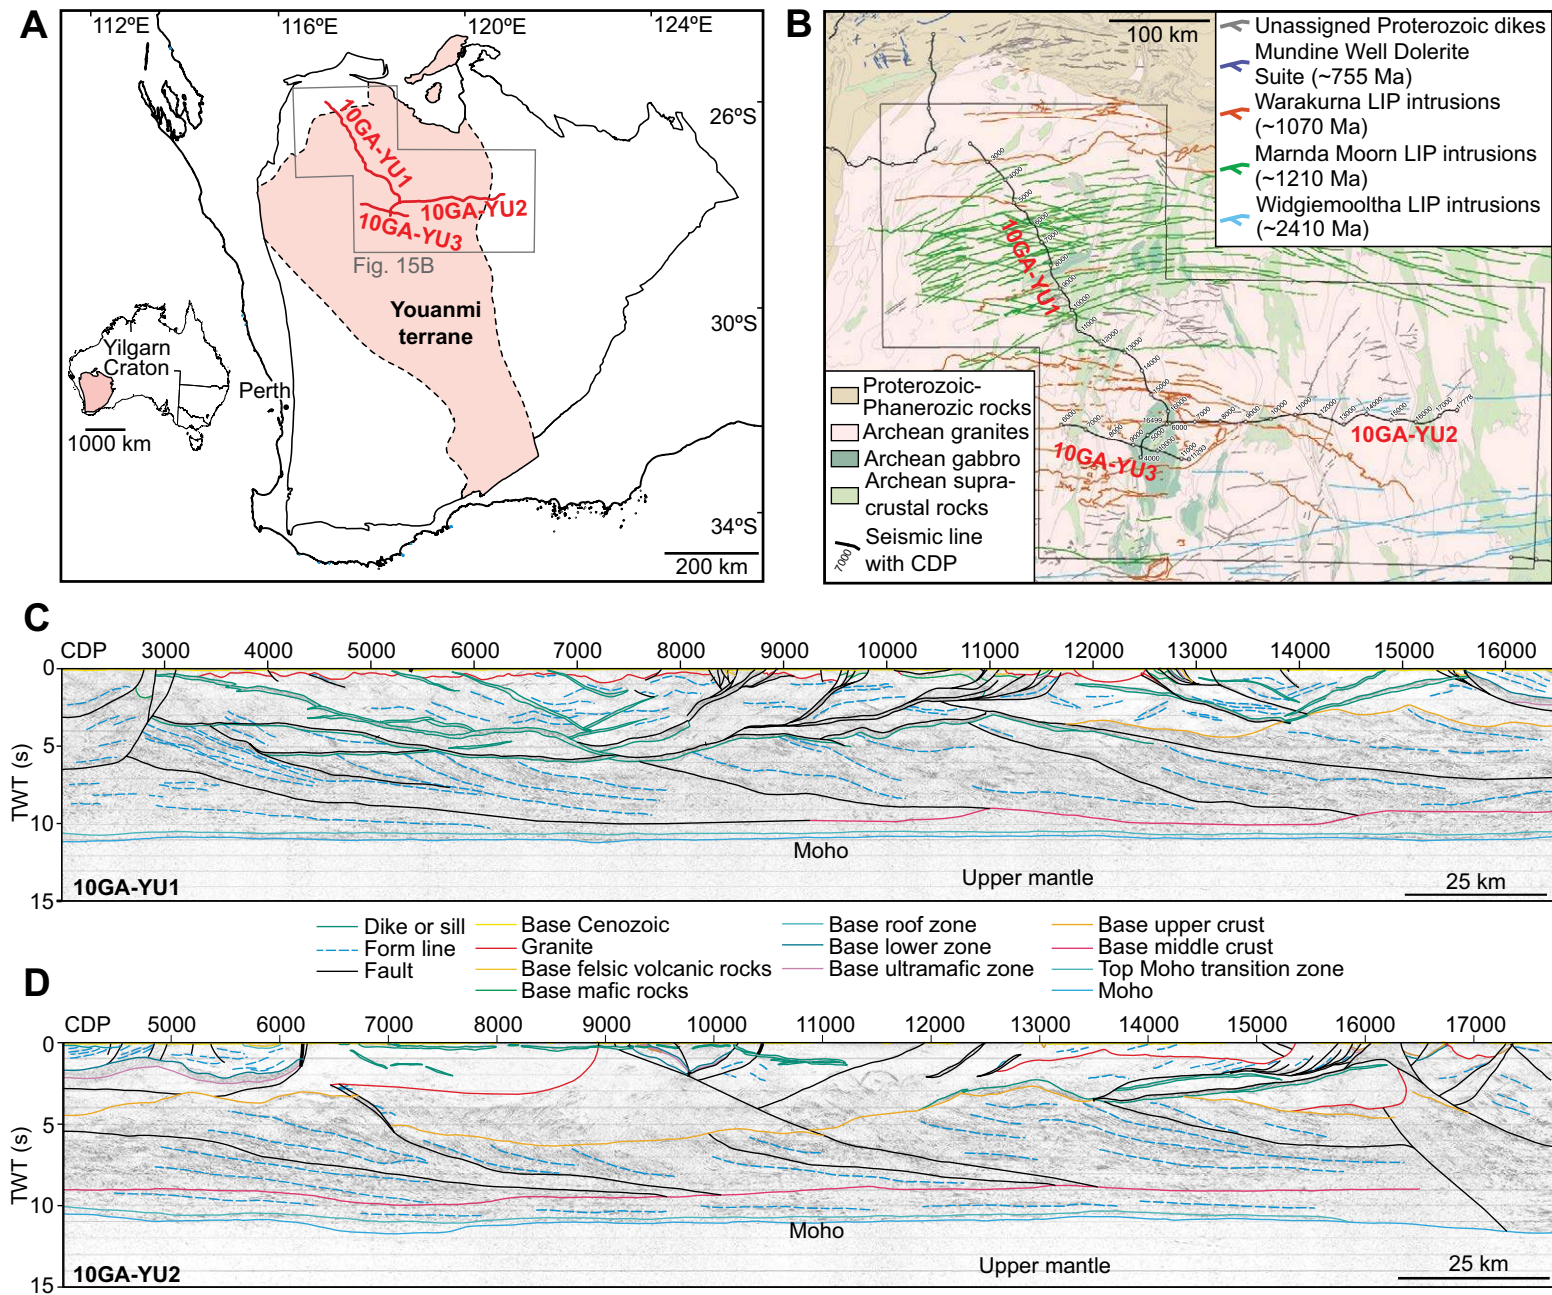 A
112ºE
116ºE
120ºE
124ºE
26ºS
30ºS
34ºS
10GA-YU1
10GA-YU2
10GA-YU3
Fig. 15B
Youanmi
terrane
Yilgarn
Craton
Perth
1000 km
200 km
B
100 km
Unassigned Proterozoic dikes
Mundine Well Dolerite
Suite (~755 Ma)
Warakurna LIP intrusions
(~1070 Ma)
Marnda Moorn LIP intrusions
(~1210 Ma)
Widgiemooltha LIP intrusions
(~2410 Ma)
10GA-YU1
10GA-YU2
10GA-YU3
Proterozoic-
Phanerozic rocks
Archean granites
Archean gabbro
Archean supra-
crustal rocks
Seismic line
with CDP
7000
C
CDP 3000 4000 5000 6000 7000 8000 9000 10000 11000 12000 13000 14000 15000 16000
0
5
10
15
TWT (s)
Moho
Upper mantle
10GA-YU1
25 km
Dike or sill
Form line
Fault
Base Cenozoic
Granite
Base felsic volcanic rocks
Base mafic rocks
Base roof zone
Base lower zone
Base ultramafic zone
Base upper crust
Base middle crust
Top Moho transition zone
Moho
D
CDP 5000 6000 7000 8000 9000 10000 11000 12000 13000 14000 15000 16000 17000
0
5
10
15
TWT (s)
Moho
Upper mantle
10GA-YU2
25 km